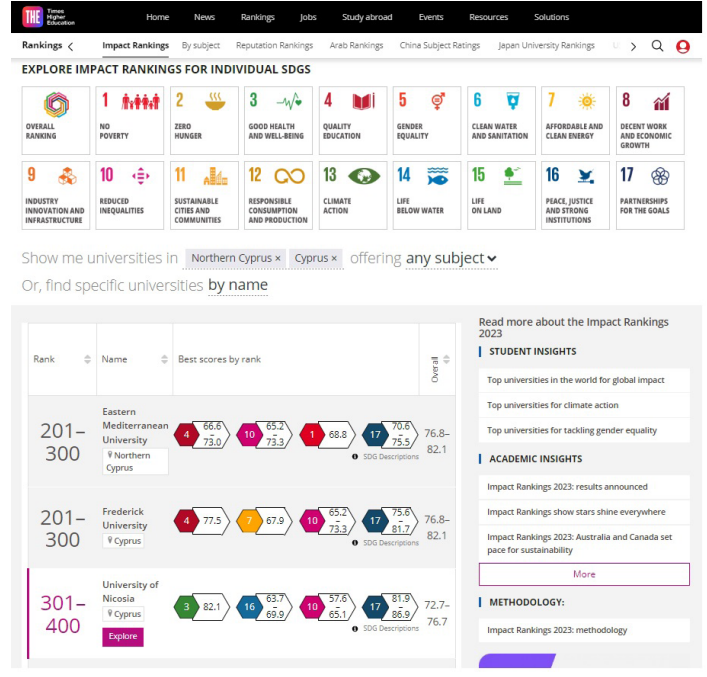 THE
Times
Higher
Education
Home News Rankings Jobs Study abroad Events Resources Solutions
Rankings Impact Rankings By subject Reputation Rankings Arab Rankings China Subject Ratings Japan University Rankings
EXPLORE IMPACT RANKINGS FOR INDIVIDUAL SDGS
OVERALL
RANKING
1
NO
POVERTY
2
ZERO
HUNGER
3
GOOD HEALTH
AND WELL-BEING
4
QUALITY
EDUCATION
5
GENDER
EQUALITY
6
CLEAN WATER
AND SANITATION
7
AFFORDABLE AND
CLEAN ENERGY
8
DECENT WORK
AND ECONOMIC
GROWTH
9
INDUSTRY
INNOVATION AND
INFRASTRUCTURE
10
REDUCED
INEQUALITIES
11
SUSTAINABLE
CITIES AND
COMMUNITIES
12
RESPONSIBLE
CONSUMPTION
AND PRODUCTION
13
CLIMATE
ACTION
14
LIFE
BELOW WATER
15
LIFE
ON LAND
16
PEACE, JUSTICE
AND STRONG
INSTITUTIONS
17
PARTNERSHIPS
FOR THE GOALS
Show me universities in Northern Cyprus × Cyprus × offering any subject
Or, find specific universities by name
Rank Name Best scores by rank Overall
201–
300
Eastern
Mediterranean
University
Northern
Cyprus
4 66.6
–
73.0
10 65.2
–
73.3
1 68.8
17 70.6
–
75.5
SDG Descriptions
76.8–
82.1
201–
300
Frederick
University
Cyprus
4 77.5
7 67.9
10 65.2
–
73.3
17 75.6
–
81.7
SDG Descriptions
76.8–
82.1
301–
400
University of
Nicosia
Cyprus
Explore
3 82.1
16 63.7
–
69.9
10 57.6
–
65.1
17 81.9
–
86.9
SDG Descriptions
72.7–
76.7
Read more about the Impact Rankings
2023
STUDENT INSIGHTS
Top universities in the world for global impact
Top universities for climate action
Top universities for tackling gender equality
ACADEMIC INSIGHTS
Impact Rankings 2023: results announced
Impact Rankings show stars shine everywhere
Impact Rankings 2023: Australia and Canada set
pace for sustainability
More
METHODOLOGY:
Impact Rankings 2023: methodology